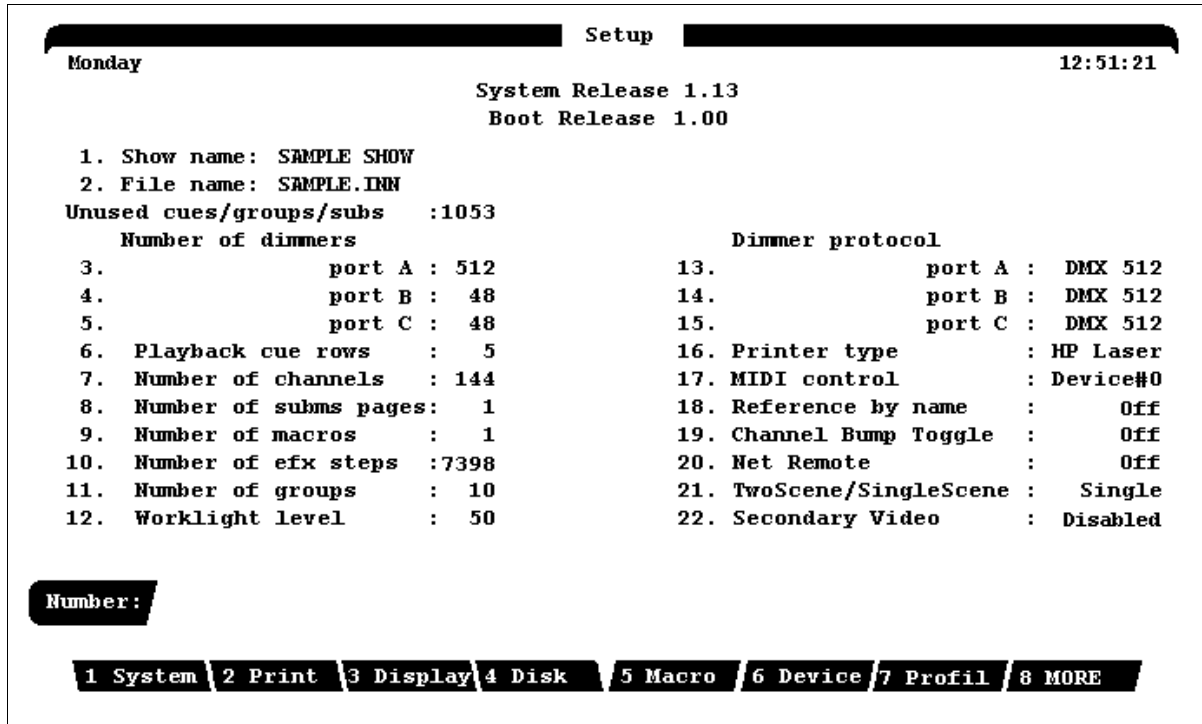 Setup
Monday 12:51:21
System Release 1.13
Boot Release 1.00
1. Show name: SAMPLE SHOW
2. File name: SAMPLE.INN
Unused cues/groups/subs :1053
Number of dimmers Dimmer protocol
3. port A : 512 13. port A : DMX 512
4. port B : 48 14. port B : DMX 512
5. port C : 48 15. port C : DMX 512
6. Playback cue rows : 5 16. Printer type : HP Laser
7. Number of channels : 144 17. MIDI control : Device#0
8. Number of subms pages: 1 18. Reference by name : Off
9. Number of macros : 1 19. Channel Bump Toggle : Off
10. Number of efx steps :7398 20. Net Remote : Off
11. Number of groups : 10 21. TwoScene/SingleScene : Single
12. Worklight level : 50 22. Secondary Video : Disabled
Number:
1 System 2 Print 3 Display 4 Disk 5 Macro 6 Device 7 Profil 8 MORE